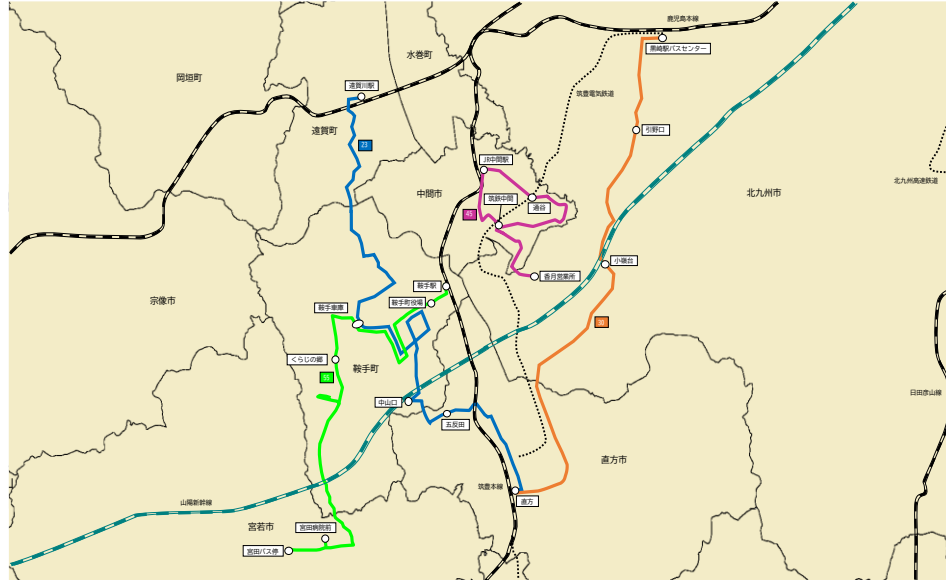 鹿児島本線
黒崎駅バスセンター
水巻町
岡垣町
遠賀川駅
筑豊電気鉄道
遠賀町
引野口
23
JR中間駅
北九州高速鉄道
中間市
筑鉄中間
通谷
北九州市
45
小嶺台
香月営業所
鞍手駅
宗像市
鞍手町役場
鞍手車庫
くらじの郷
鞍手町
日田彦山線
中山口
五反田
直方市
筑豊本線
直方
山陽新幹線
宮若市
宮田病院前
宮田バス停